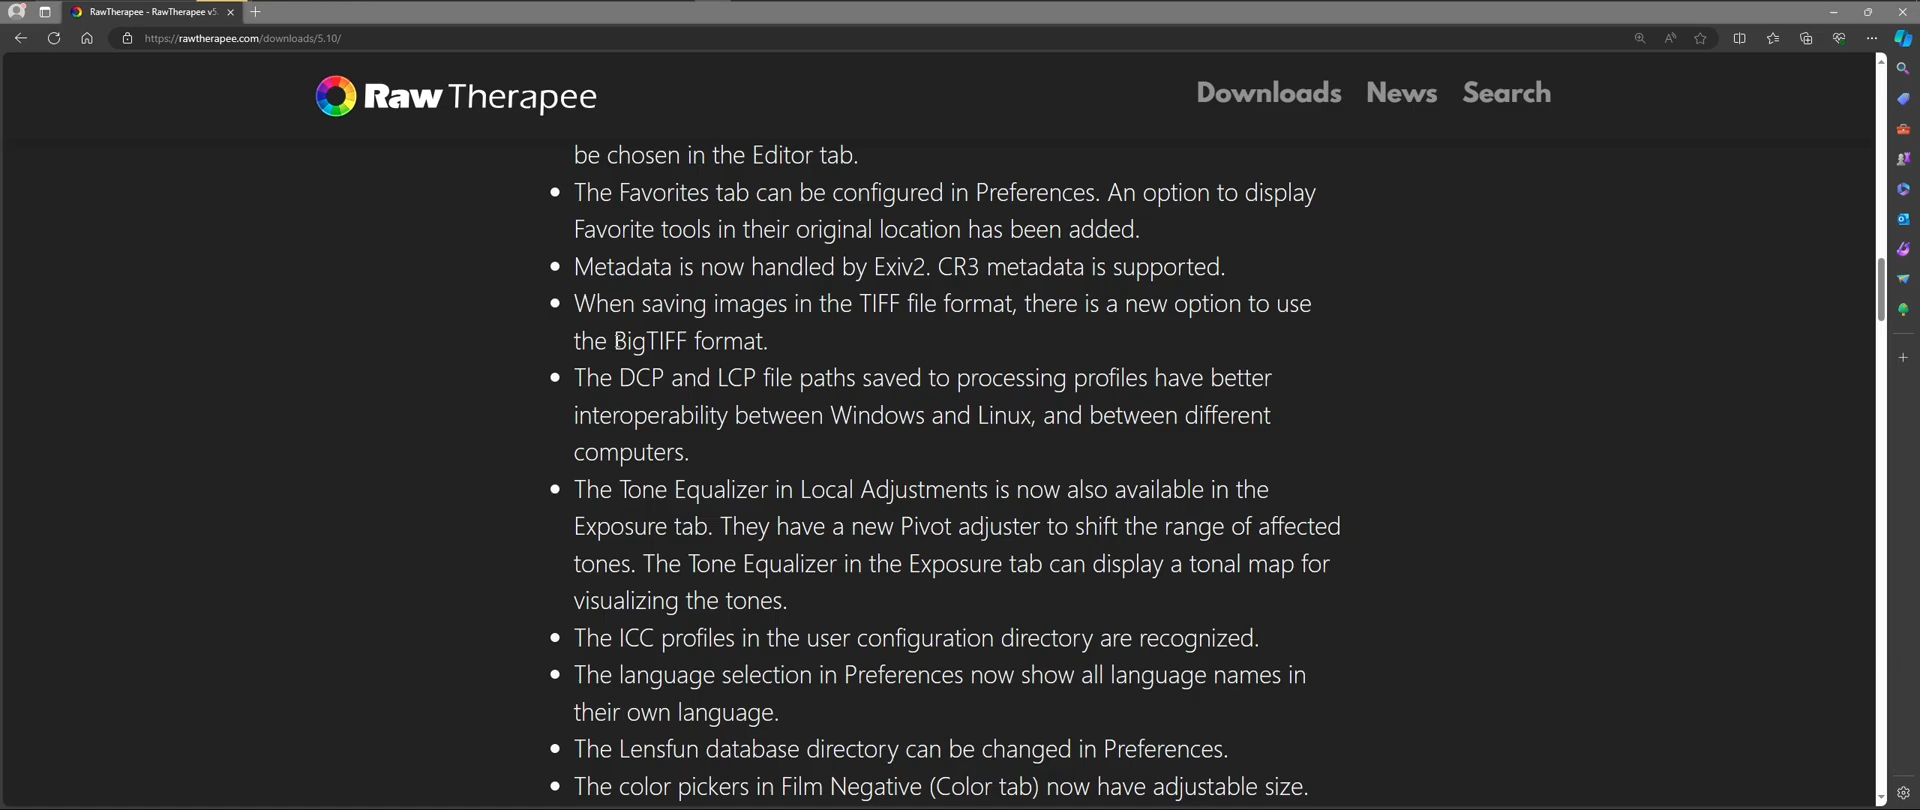 RawTherapee - RawTherapee v5.
https://rawtherapee.com/downloads/5.10/
RawTherapee
Downloads News Search
be chosen in the Editor tab.
• The Favorites tab can be configured in Preferences. An option to display
Favorite tools in their original location has been added.
• Metadata is now handled by Exiv2. CR3 metadata is supported.
• When saving images in the TIFF file format, there is a new option to use
the BigTIFF format.
• The DCP and LCP file paths saved to processing profiles have better
interoperability between Windows and Linux, and between different
computers.
• The Tone Equalizer in Local Adjustments is now also available in the
Exposure tab. They have a new Pivot adjuster to shift the range of affected
tones. The Tone Equalizer in the Exposure tab can display a tonal map for
visualizing the tones.
• The ICC profiles in the user configuration directory are recognized.
• The language selection in Preferences now show all language names in
their own language.
• The Lensfun database directory can be changed in Preferences.
• The color pickers in Film Negative (Color tab) now have adjustable size.